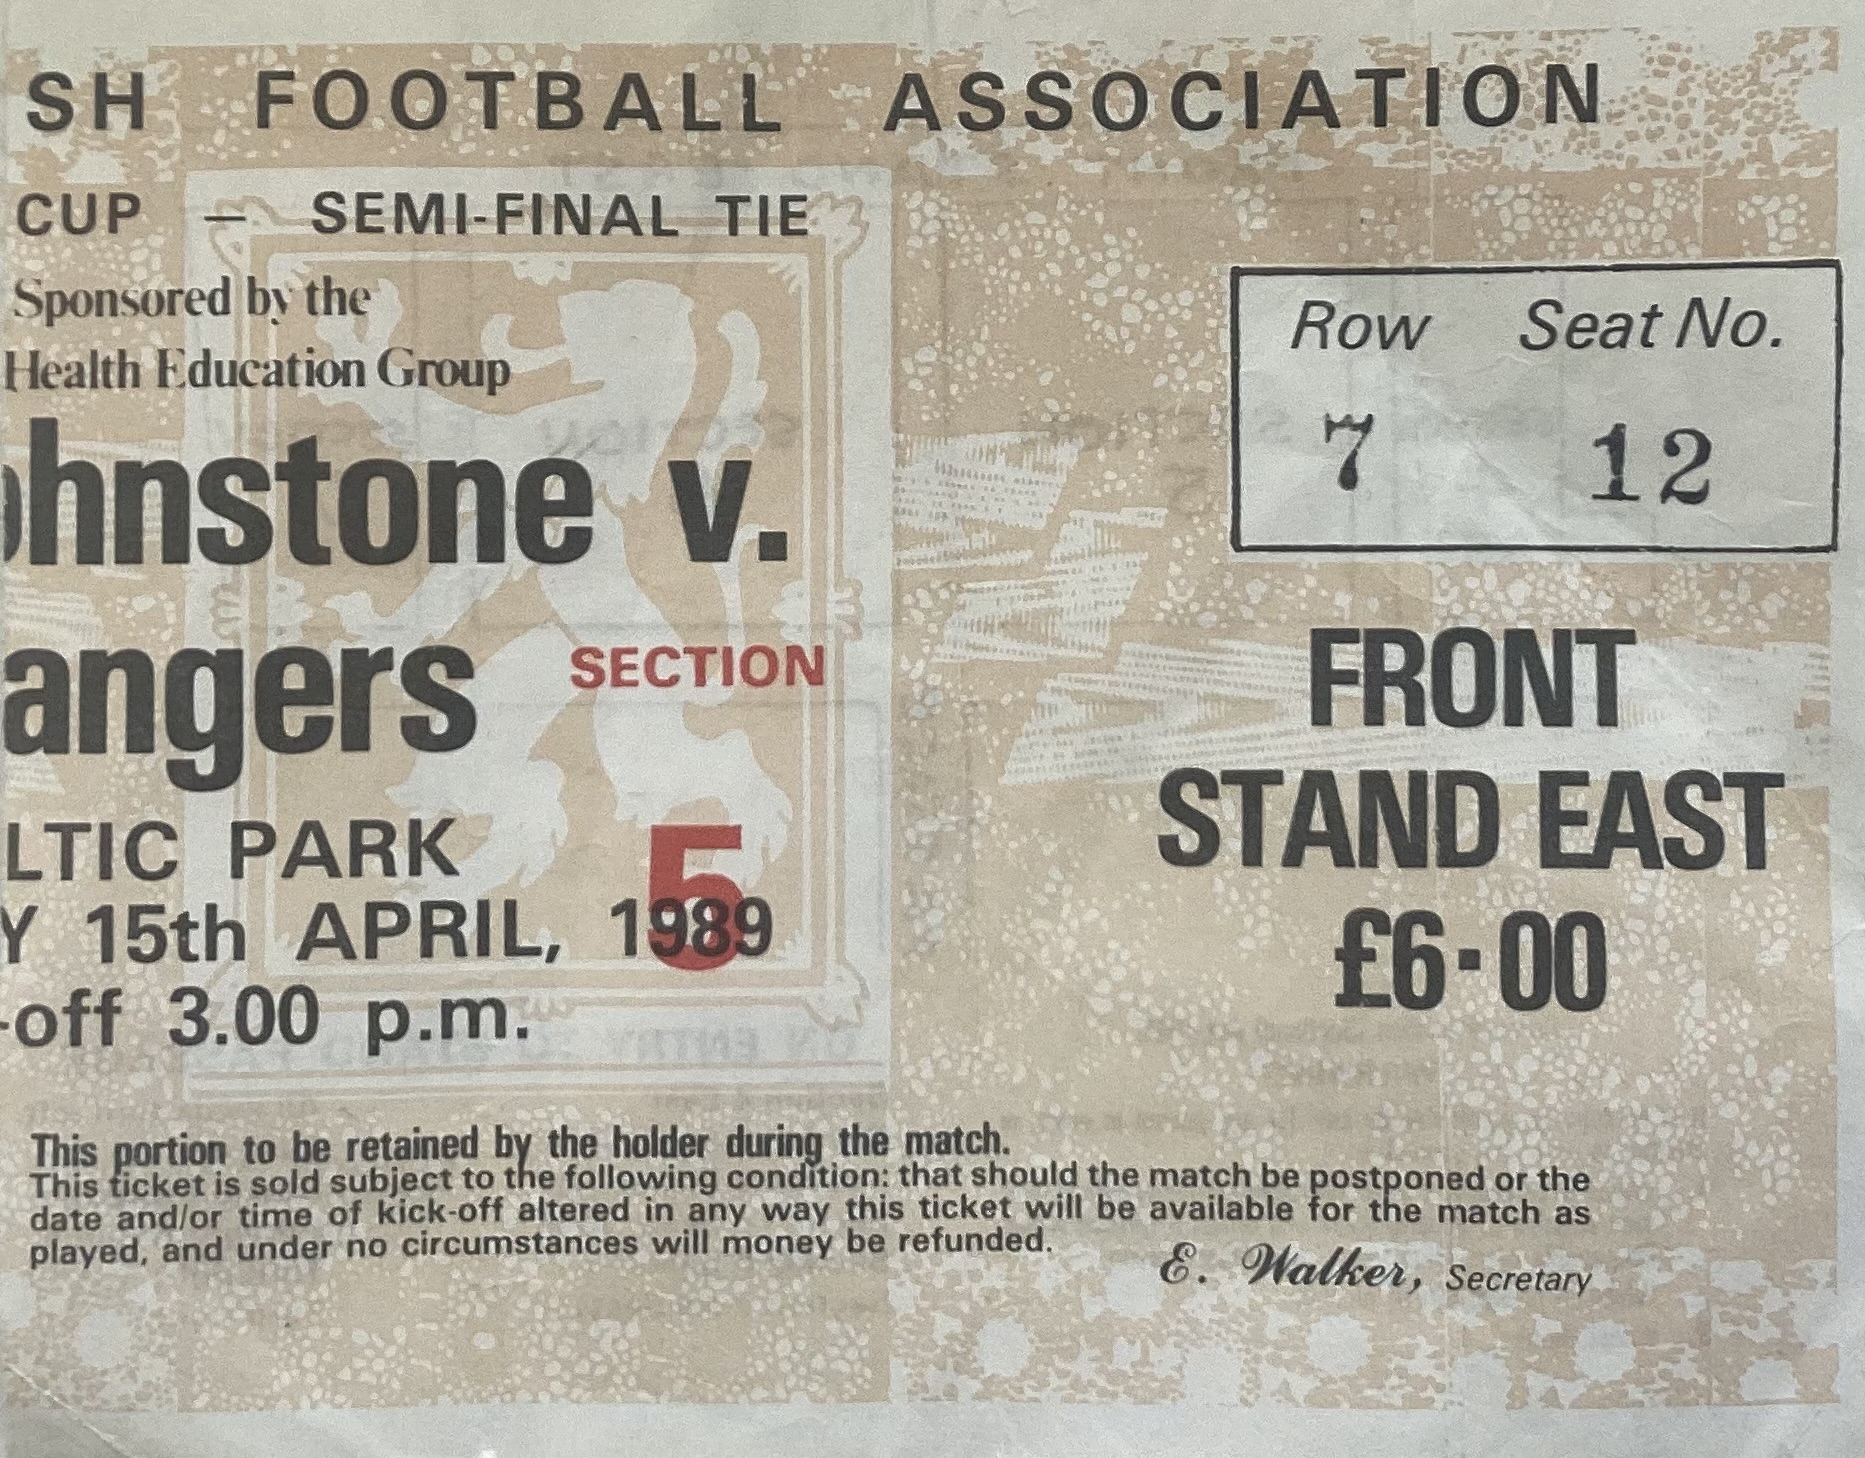 SH FOOTBALL ASSOCIATION
CUP — SEMI-FINAL TIE
Sponsored by the
Health Education Group
ohnstone v.
angers
SECTION
5
LTIC PARK
Y 15th APRIL, 1989
-off 3.00 p.m.
Row Seat No.
7 12
FRONT
STAND EAST
£6·00
This portion to be retained by the holder during the match.
This ticket is sold subject to the following condition: that should the match be postponed or the
date and/or time of kick-off altered in any way this ticket will be available for the match as
played, and under no circumstances will money be refunded.
E. Walker, Secretary